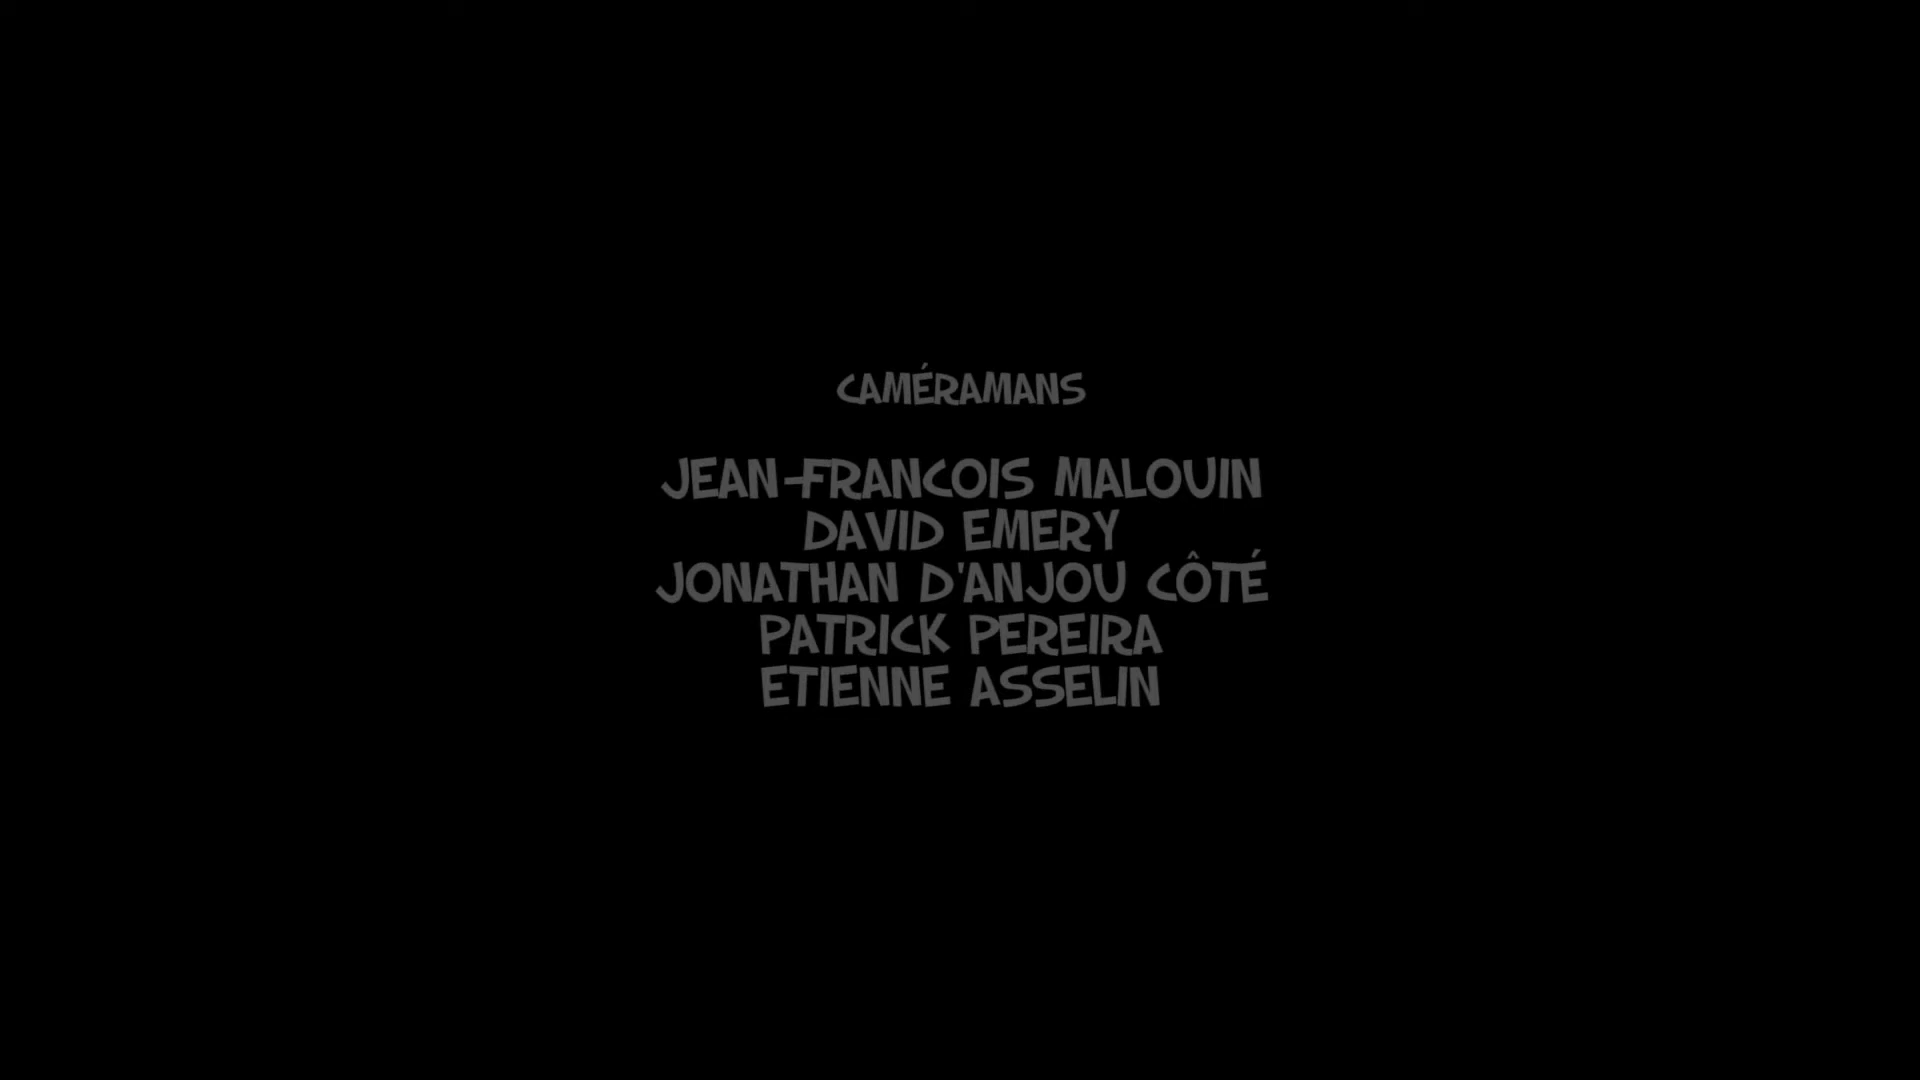 CAMÉRAMANS
JEAN-FRANCOIS MALOUIN
DAVID EMERY
JONATHAN D'ANJOU CÔTÉ
PATRICK PEREIRA
ETIENNE ASSELIN